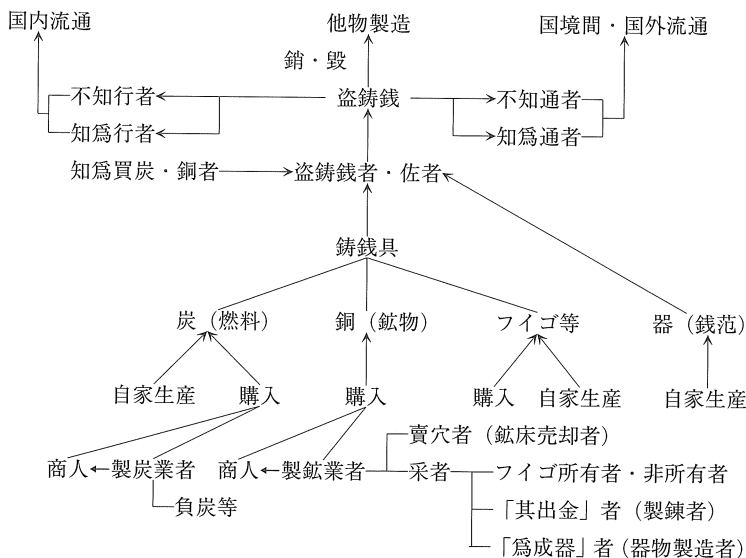 国内流通 他物製造 国境間・国外流通
銷・毀
不知行者 盗鋳銭 不知通者
知爲行者 知爲通者
知爲買炭・銅者 盗鋳銭者・佐者
鋳銭具
炭（燃料） 銅（鉱物） フイゴ等 器（銭范）
自家生産 購入 購入 購入 自家生産 自家生産
賣穴者（鉱床売却者）
商人 製炭業者 商人 製鉱業者 采者 フイゴ所有者・非所有者
負炭等 「其出金」者（製錬者）
「爲成器」者（器物製造者）